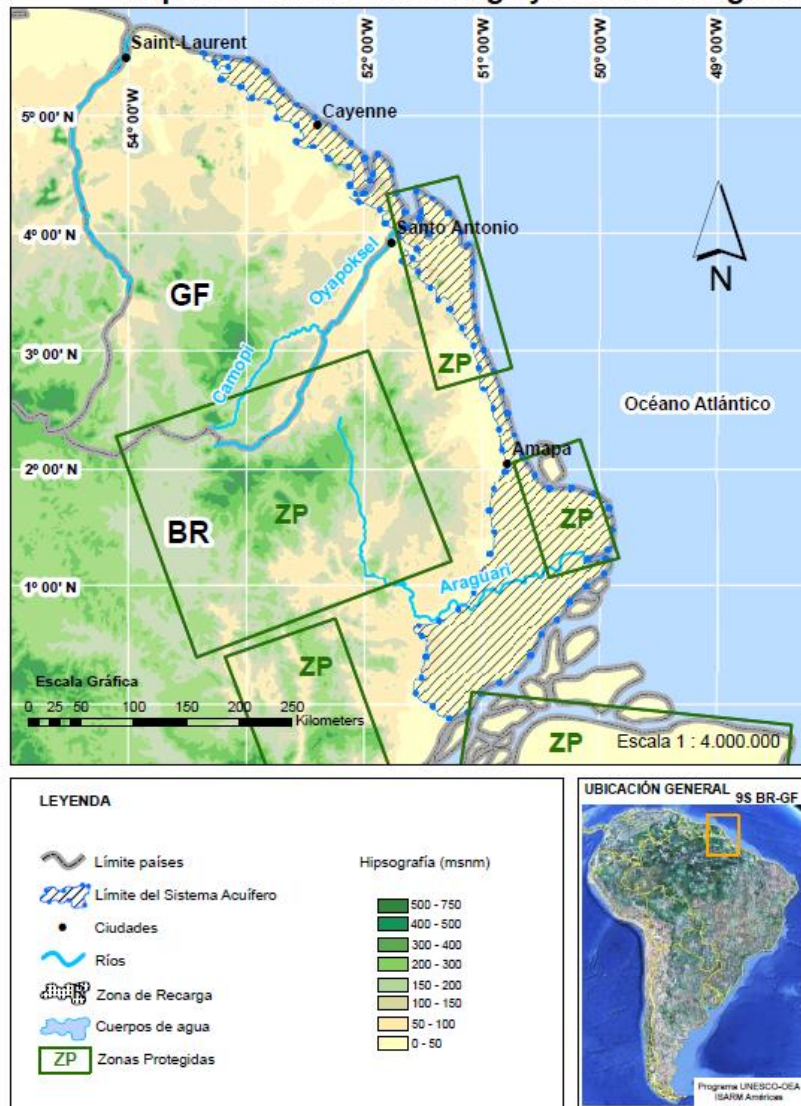 Saint-Laurent
54° 00'W
52° 00'W
51° 00'W
50° 00'W
49° 00'W
5° 00' N
Cayenne
4° 00' N
Santo Antonio
Oyapoksel
GF
N
3° 00' N
Camopi
ZP
Océano Atlántico
2° 00' N
Amapa
BR
ZP
ZP
1° 00' N
Araguari
ZP
Escala Gráfica
0 25 50 100 150 200 250
Kilometers
ZP
Escala 1 : 4.000.000
LEYENDA
Límite países
Límite del Sistema Acuífero
Ciudades
Ríos
Zona de Recarga
Cuerpos de agua
ZP Zonas Protegidas
Hipsografía (msnm)
500 - 750
400 - 500
300 - 400
200 - 300
150 - 200
100 - 150
50 - 100
0 - 50
UBICACIÓN GENERAL
9S BR-GF
Programa UNESCO-OEA
ISARM Américas